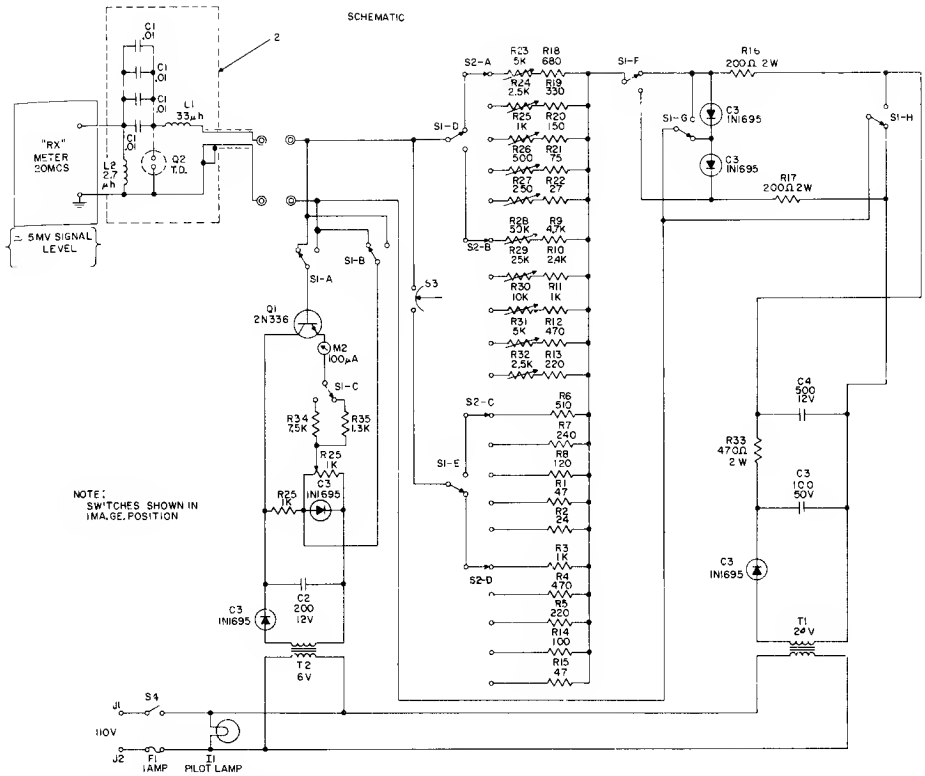 SCHEMATIC
2
C1
.01
C1
.01
C1
.01
C1
.01
L1
33μh
"RX"
METER
20MCS
L2
2.7
μh
Q2
T.D.
± 5MV SIGNAL
LEVEL
S1-A
S1-B
Q1
2N336
M2
100μA
S1-C
R34
7.5K
R35
1.3K
R25
1K
C3
1N1695
R25
1K
NOTE:
SWITCHES SHOWN IN
IMAGE POSITION
C2
200
12V
C3
1N1695
T2
6V
J1
S4
110V
J2
F1
1AMP
I1
PILOT LAMP
S3
S1-D
S1-E
S2-A
R23
5K
R18
680
R24
2.5K
R19
330
R25
1K
R20
150
R26
500
R21
75
R27
250
R22
27
S2-B
R28
50K
R9
4.7K
R29
25K
R10
2.4K
R30
10K
R11
1K
R31
5K
R12
470
R32
2.5K
R13
220
S2-C
R6
510
R7
240
R8
120
R1
47
R2
24
S2-D
R3
1K
R4
470
R5
220
R14
100
R15
47
S1-F
S1-G
C3
1N1695
C3
1N1695
R16
200Ω 2W
R17
200Ω 2W
S1-H
C4
500
12V
R33
470Ω
2W
C3
100
50V
C3
1N1695
T1
24V